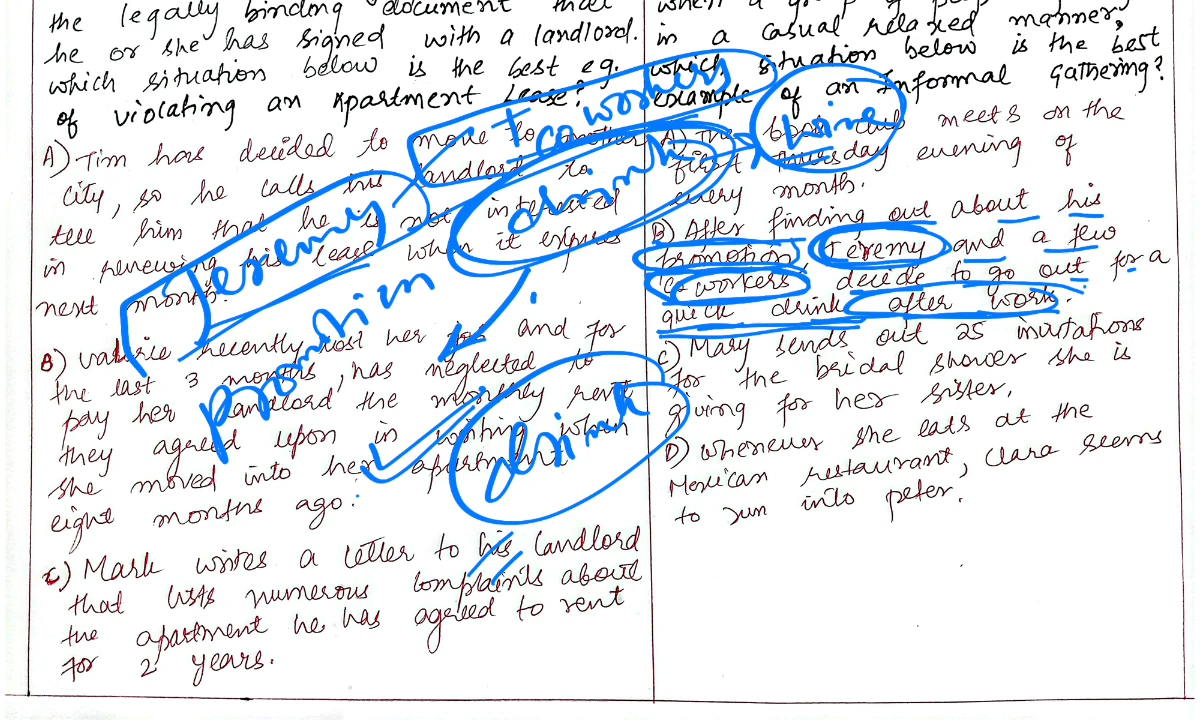 the legally binding document that
he or she has signed with a landlord.
which situation below is the best eg.
of violating an Apartment Lease?
A) Tim has decided to move to another
city, so he calls his landlord to
tell him that he is not interested
in renewing his lease when it expires
next month.
B) Valerie recently lost her job and for
the last 3 months, has neglected to
pay her landlord the monthly rent
they agreed upon in writing when
she moved into her apartment
eight months ago.
C) Mark writes a letter to his landlord
that lists numerous complaints about
the apartment he has agreed to rent
for 2 years.
when a group of
in a casual relaxed manner,
which situation below is the best
example of an Informal Gathering?
A) The book club meets on the
first Thursday evening of
every month.
B) After finding out about his
promotion, Jeremy and a few
co workers decide to go out for a
quick drink after work.
C) Mary sends out 25 invitations
for the bridal shower she is
giving for her sister.
D) whenever she eats at the
Mexican restaurant, Clara seems
to run into peter.
Jeremy + coworkers
promotion
drink
wine
drink